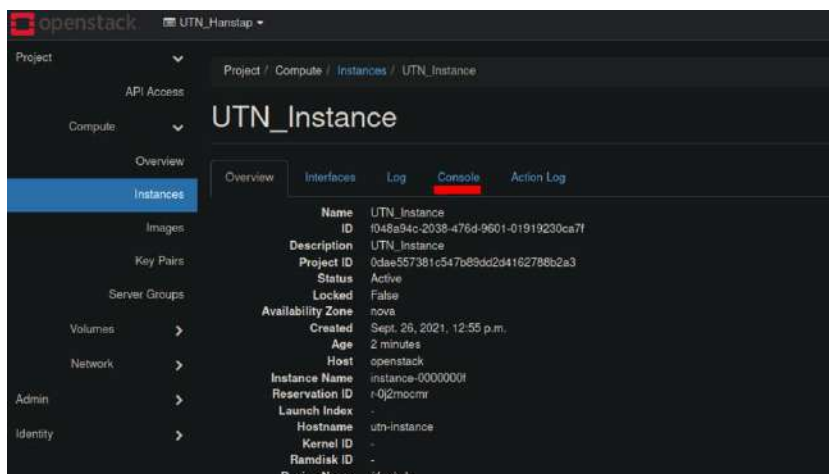 openstack. UTN_Hanstap
Project
API Access
Compute
Overview
Instances
Images
Key Pairs
Server Groups
Volumes
Network
Admin
Identity
Project / Compute / Instances / UTN_Instance
UTN_Instance
Overview Interfaces Log Console Action Log
Name UTN_Instance
ID f048a94c-2038-476d-9601-01919230ca7f
Description UTN_Instance
Project ID 0dae557381c547b89dd2d4162788b2a3
Status Active
Locked False
Availability Zone nova
Created Sept. 26, 2021, 12:55 p.m.
Age 2 minutes
Host openstack
Instance Name instance-0000000f
Reservation ID r-0j2mocmr
Launch Index -
Hostname utn-instance
Kernel ID -
Ramdisk ID -